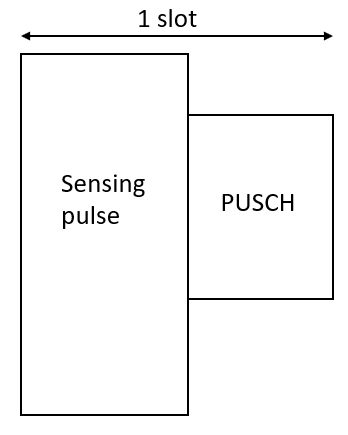 1 slot
Sensing
pulse
PUSCH